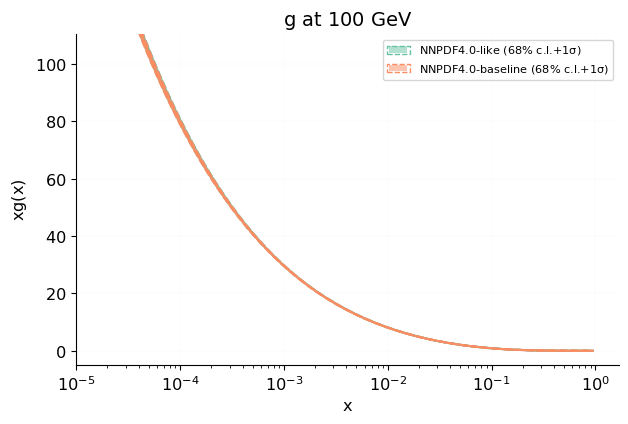 g at 100 GeV
NNPDF4.0-like (68% c.l.+1σ)
NNPDF4.0-baseline (68% c.l.+1σ)
xg(x)
100
80
60
40
20
0
10⁻⁵
10⁻⁴
10⁻³
10⁻²
10⁻¹
10⁰
x